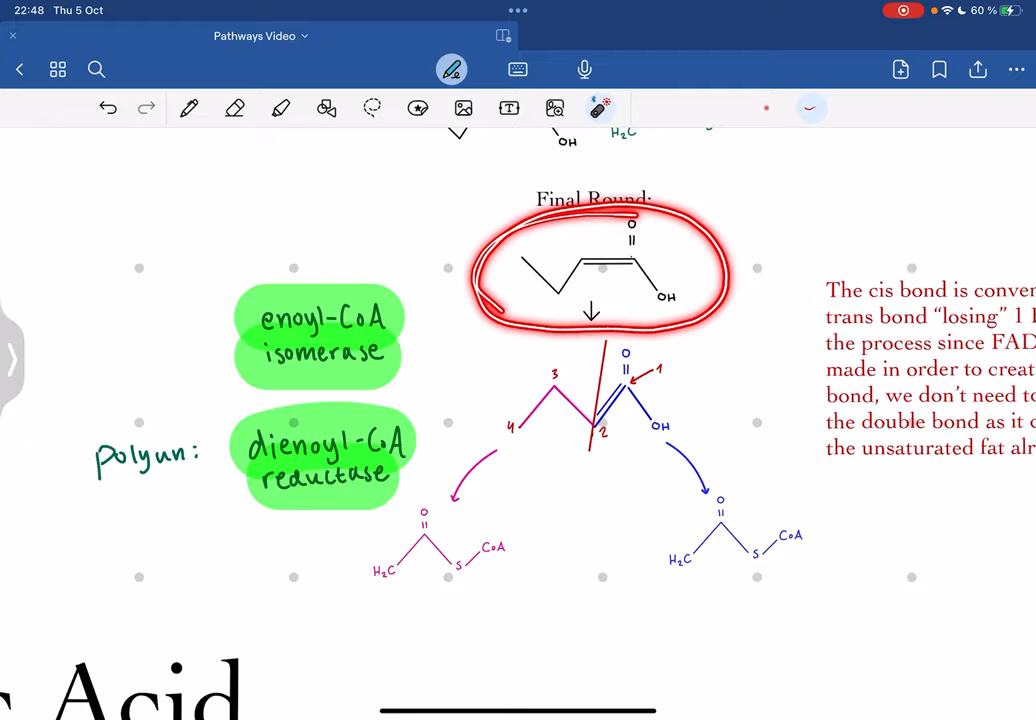 22:48 Thu 5 Oct
60 %
Pathways Video
OH
H₂C
Final Round:
O
OH
enoyl-CoA
isomerase
The cis bond is conver
trans bond "losing" 1
the process since FAD
made in order to creat
bond, we don't need to
the double bond as it c
the unsaturated fat alr
O
3
1
4
2
OH
Polyun:
dienoyl-CoA
reductase
O
CoA
S
H₂C
O
CoA
S
H₂C
Acid